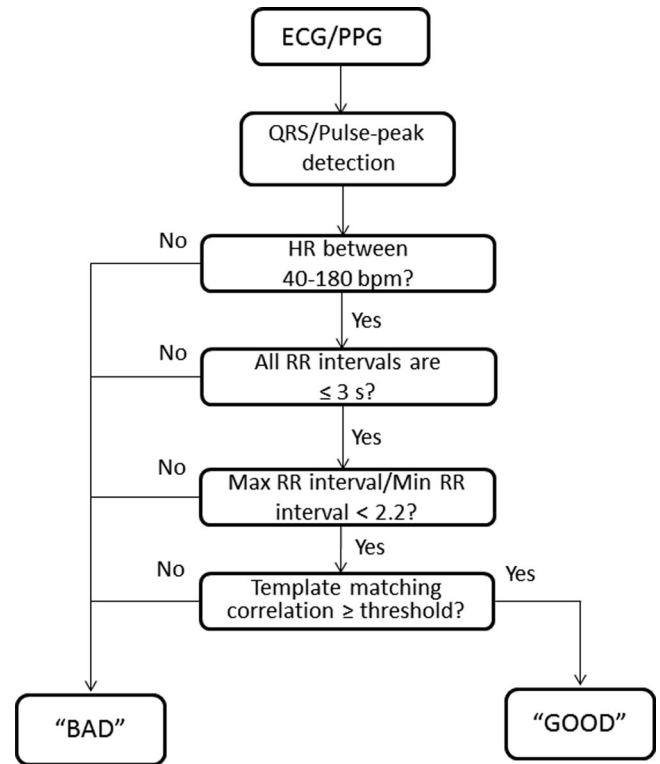 ECG/PPG
QRS/Pulse-peak
detection
No
HR between
40-180 bpm?
Yes
No
All RR intervals are
≤ 3 s?
Yes
No
Max RR interval/Min RR
interval < 2.2?
Yes
No
Template matching
correlation ≥ threshold?
Yes
“BAD”
“GOOD”